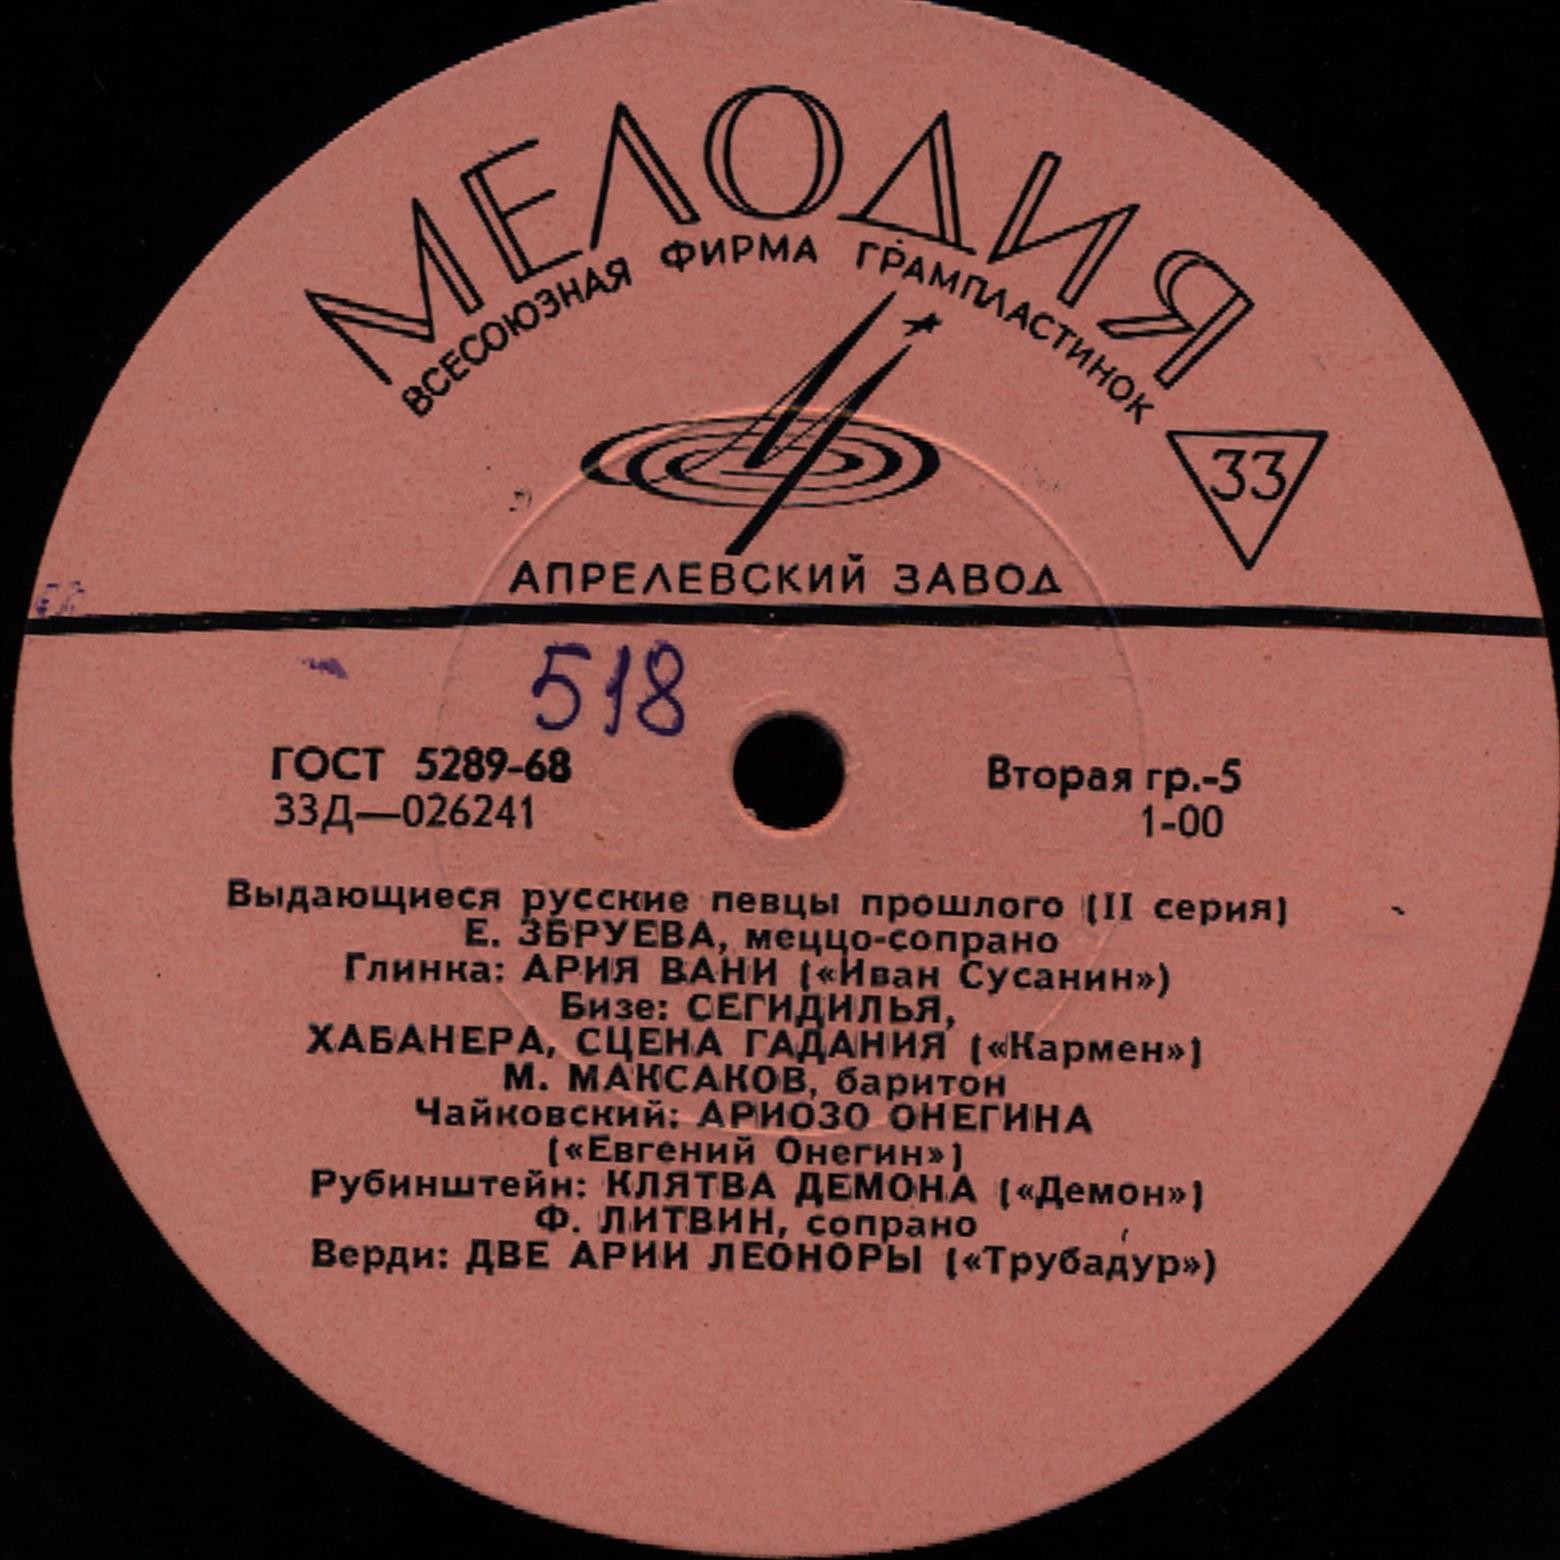 МЕЛОДИЯ
ВСЕСОЮЗНАЯ ФИРМА ГРАМПЛАСТИНОК
33
АПРЕЛЕВСКИЙ ЗАВОД
518
ГОСТ 5289-68
33Д—026241
Вторая гр.-5
1-00
Выдающиеся русские певцы прошлого (II серия)
Е. ЗБРУЕВА, меццо-сопрано
Глинка: АРИЯ ВАНИ («Иван Сусанин»)
Бизе: СЕГИДИЛЬЯ,
ХАБАНЕРА, СЦЕНА ГАДАНИЯ («Кармен»)
М. МАКСАКОВ, баритон
Чайковский: АРИОЗО ОНЕГИНА
(«Евгений Онегин»)
Рубинштейн: КЛЯТВА ДЕМОНА («Демон»)
Ф. ЛИТВИН, сопрано
Верди: ДВЕ АРИИ ЛЕОНОРЫ («Трубадур»)